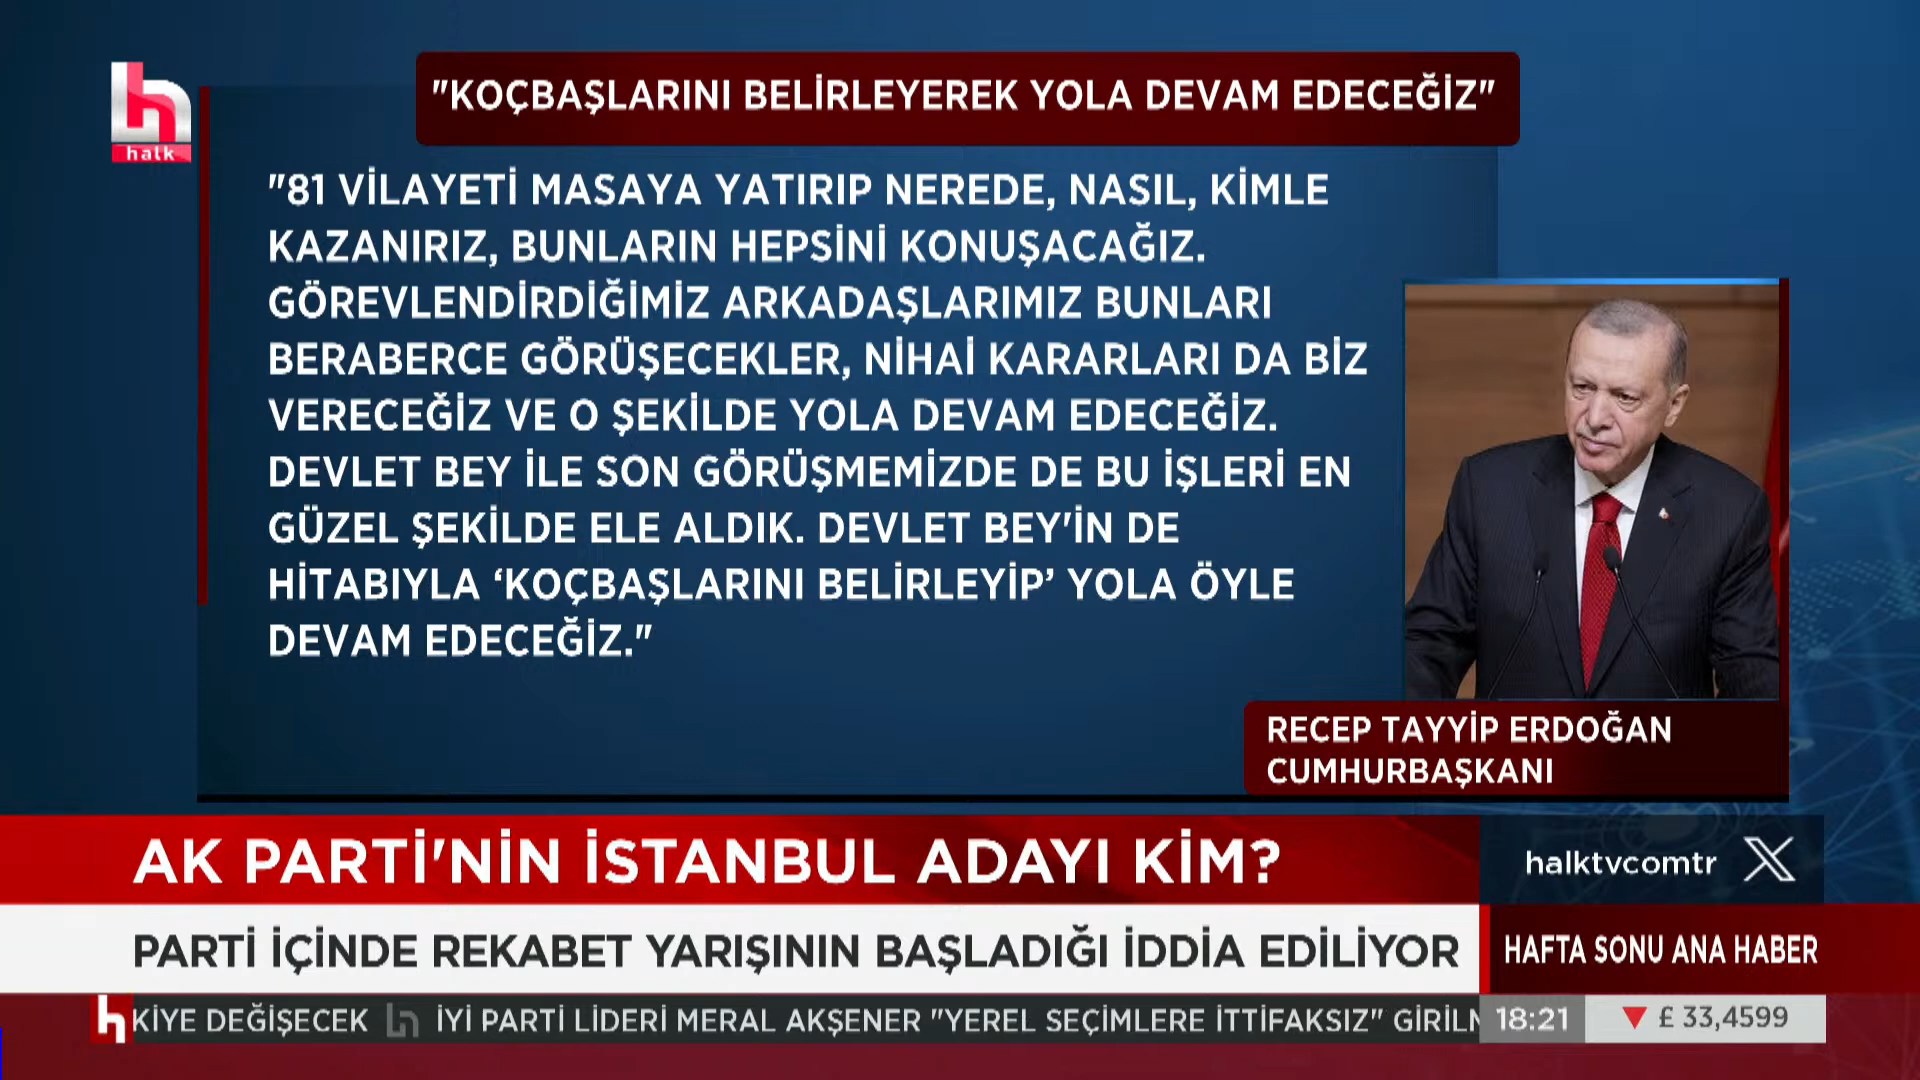 "KOÇBAŞLARINI BELİRLEYEREK YOLA DEVAM EDECEĞİZ"
halk
"81 VİLAYETİ MASAYA YATIRIP NEREDE, NASIL, KİMLE
KAZANIRIZ, BUNLARIN HEPSİNİ KONUŞACAĞIZ.
GÖREVLENDİRDİĞİMİZ ARKADAŞLARIMIZ BUNLARI
BERABERCE GÖRÜŞECEKLER, NİHAİ KARARLARI DA BİZ
VERECEĞİZ VE O ŞEKİLDE YOLA DEVAM EDECEĞİZ.
DEVLET BEY İLE SON GÖRÜŞMEMİZDE DE BU İŞLERİ EN
GÜZEL ŞEKİLDE ELE ALDIK. DEVLET BEY'İN DE
HİTABIYLA ‘KOÇBAŞLARINI BELİRLEYİP’ YOLA ÖYLE
DEVAM EDECEĞİZ."
RECEP TAYYİP ERDOĞAN
CUMHURBAŞKANI
AK PARTİ'NİN İSTANBUL ADAYI KİM?
halktvcomtr
PARTİ İÇİNDE REKABET YARIŞININ BAŞLADIĞI İDDİA EDİLİYOR
HAFTA SONU ANA HABER
KİYE DEĞİŞECEK İYİ PARTİ LİDERİ MERAL AKŞENER "YEREL SEÇİMLERE İTTİFAKSIZ" GİRİLM 18:21 £ 33,4599